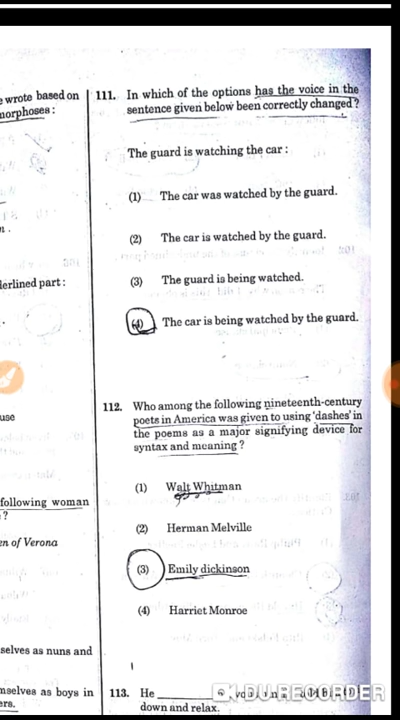 e wrote based on
morphoses :
n .
derlined part :
use
following woman
?
en of Verona
selves as nuns and
mselves as boys in
ers.
111. In which of the options has the voice in the
sentence given below been correctly changed?
The guard is watching the car :
(1) The car was watched by the guard.
(2) The car is watched by the guard.
(3) The guard is being watched.
(4) The car is being watched by the guard.
112. Who among the following nineteenth-century
poets in America was given to using 'dashes' in
the poems as a major signifying device for
syntax and meaning ?
(1) Walt Whitman
(2) Herman Melville
(3) Emily dickinson
(4) Harriet Monroe
113. He
down and relax.
DU RECORDER